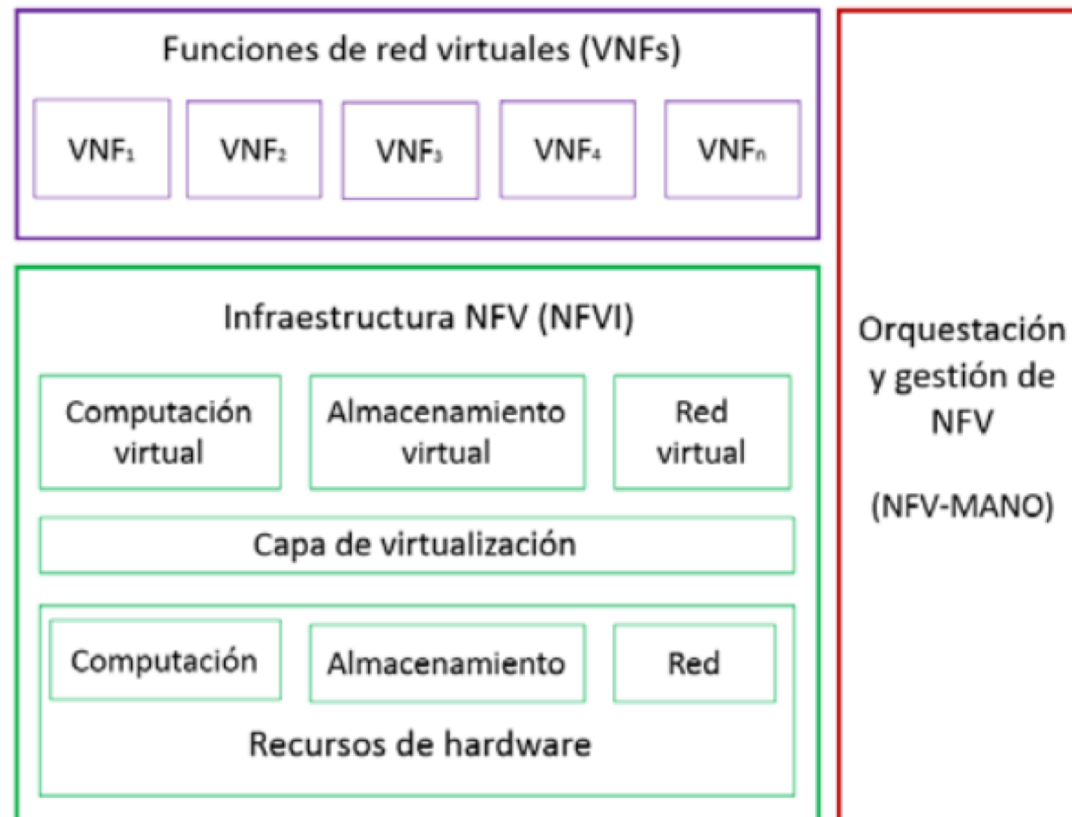 Funciones de red virtuales (VNFs)
VNF₁ VNF₂ VNF₃ VNF₄ VNFₙ
Infraestructura NFV (NFVI)
Computación
virtual
Almacenamiento
virtual
Red
virtual
Capa de virtualización
Computación Almacenamiento Red
Recursos de hardware
Orquestación
y gestión de
NFV
(NFV-MANO)